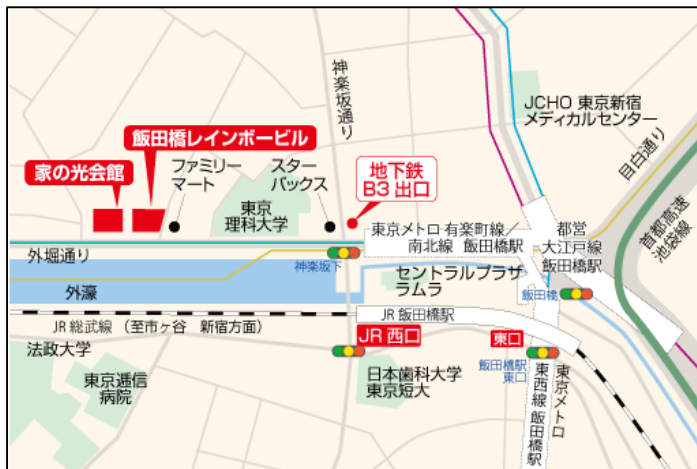 神楽坂通り
JCHO 東京新宿
メディカルセンター
目白通り
首都高速
池袋線
飯田橋レインボービル
家の光会館
ファミリー
マート
スター
バックス
地下鉄
B3 出口
東京
理科大学
東京メトロ 有楽町線／
南北線 飯田橋駅
都営
大江戸線
飯田橋駅
外堀通り
神楽坂下
セントラルプラザ
ラムラ
飯田橋
外濠
JR 飯田橋駅
JR 総武線 （至市ヶ谷 新宿方面）
JR 西口
東口
飯田橋駅
東口
法政大学
東京逓信
病院
日本歯科大学
東京短大
東京メトロ
東西線 飯田橋駅